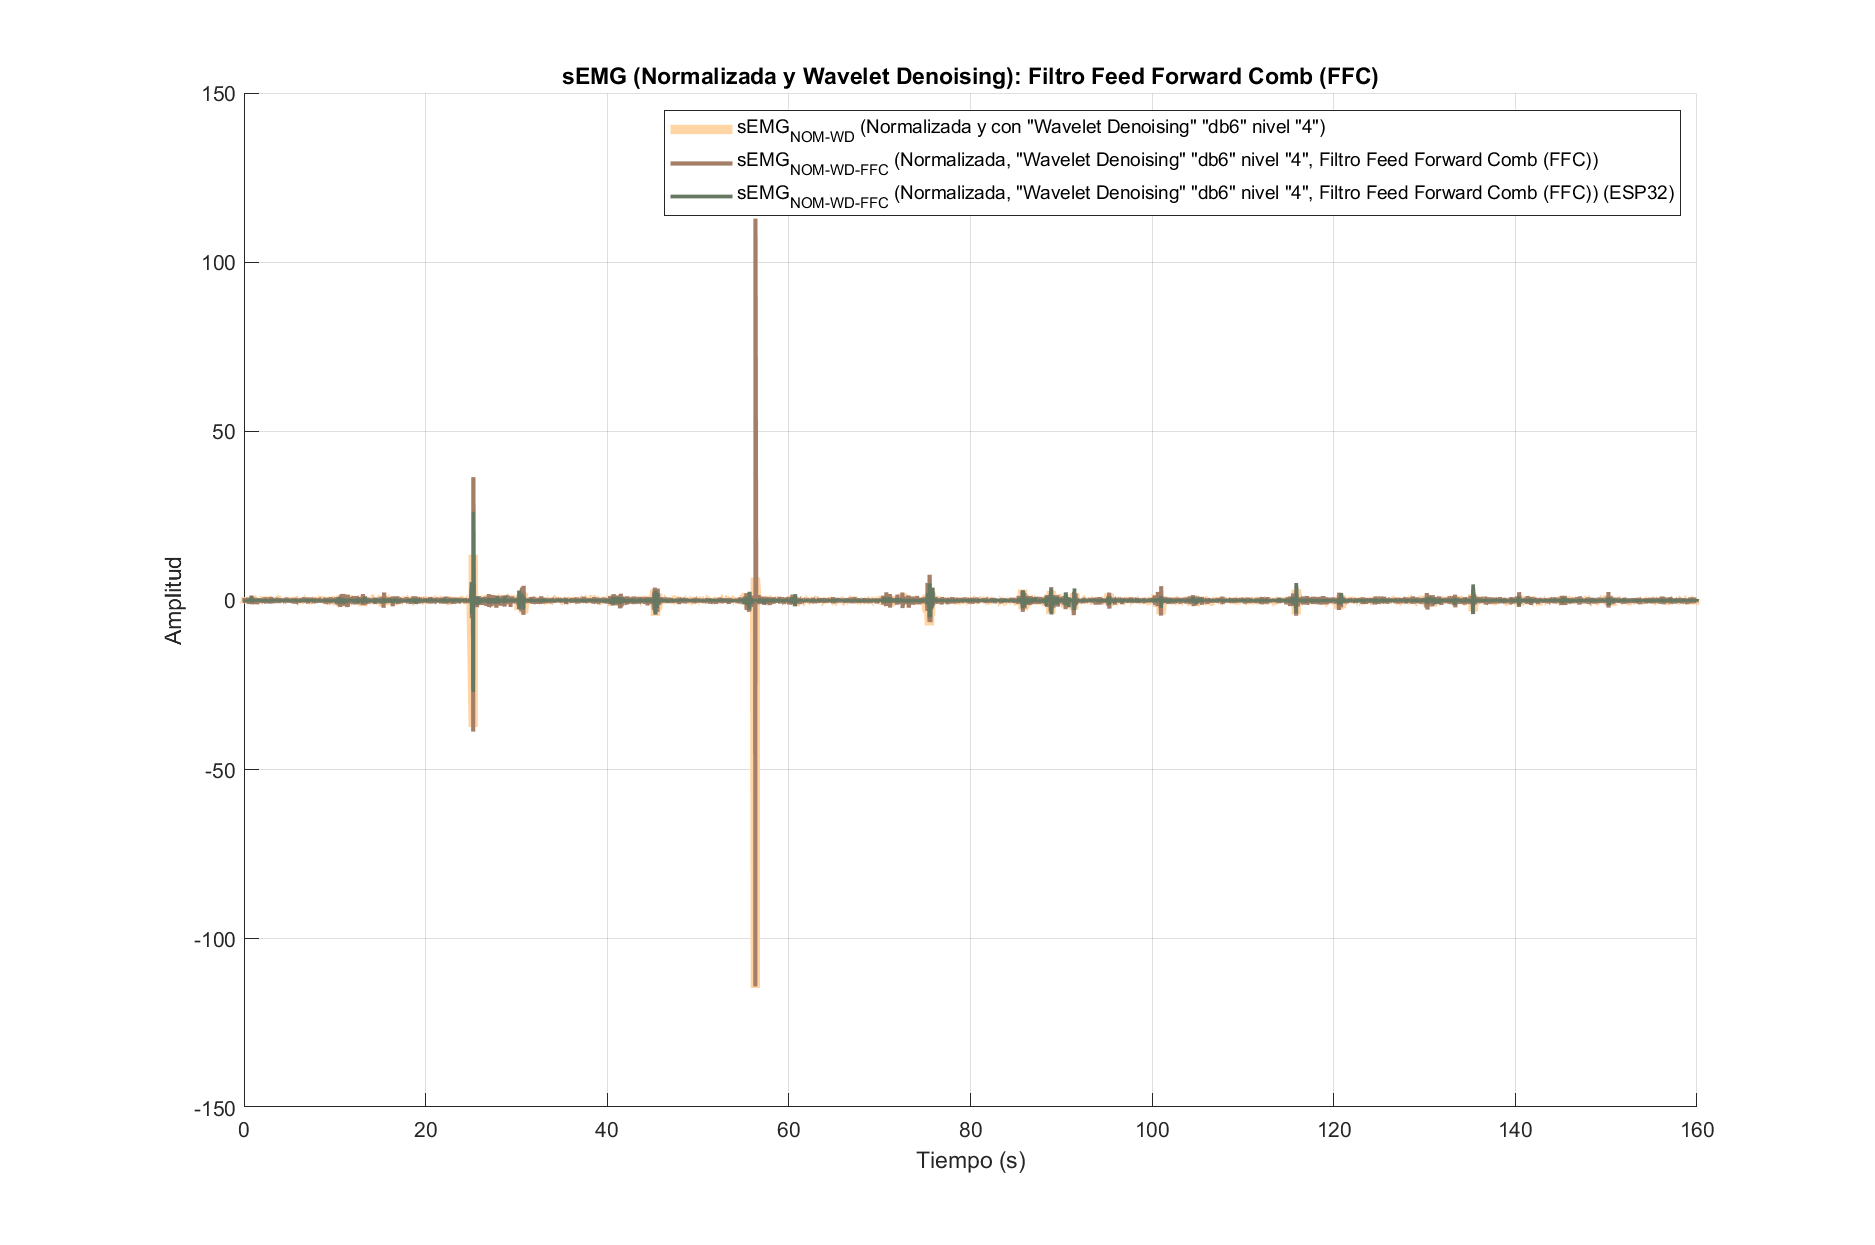 sEMG (Normalizada y Wavelet Denoising): Filtro Feed Forward Comb (FFC)
sEMG_NOM-WD (Normalizada y con "Wavelet Denoising" "db6" nivel "4")
sEMG_NOM-WD-FFC (Normalizada, "Wavelet Denoising" "db6" nivel "4", Filtro Feed Forward Comb (FFC))
sEMG_NOM-WD-FFC (Normalizada, "Wavelet Denoising" "db6" nivel "4", Filtro Feed Forward Comb (FFC)) (ESP32)
150
100
50
0
-50
-100
-150
Amplitud
0 20 40 60 80 100 120 140 160
Tiempo (s)